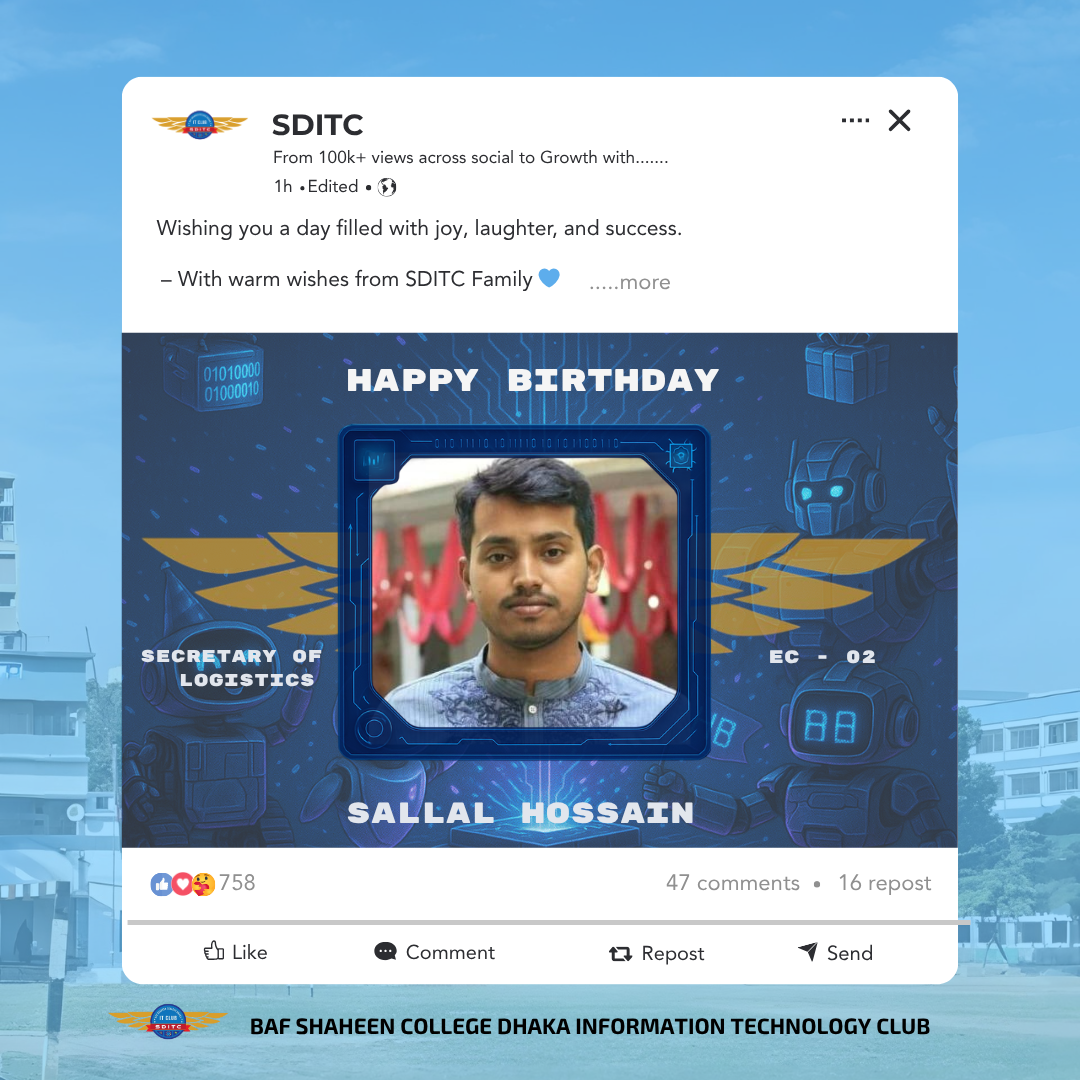 IT CLUB
SDITC
SDITC
From 100k+ views across social to Growth with.......
1h • Edited •
Wishing you a day filled with joy, laughter, and success.
– With warm wishes from SDITC Family 💙 .....more
01010000
01000010
HAPPY BIRTHDAY
SECRETARY OF
LOGISTICS
EC - 02
88
SALLAL HOSSAIN
758
47 comments • 16 repost
Like
Comment
Repost
Send
IT CLUB
SDITC
BAF SHAHEEN COLLEGE DHAKA INFORMATION TECHNOLOGY CLUB